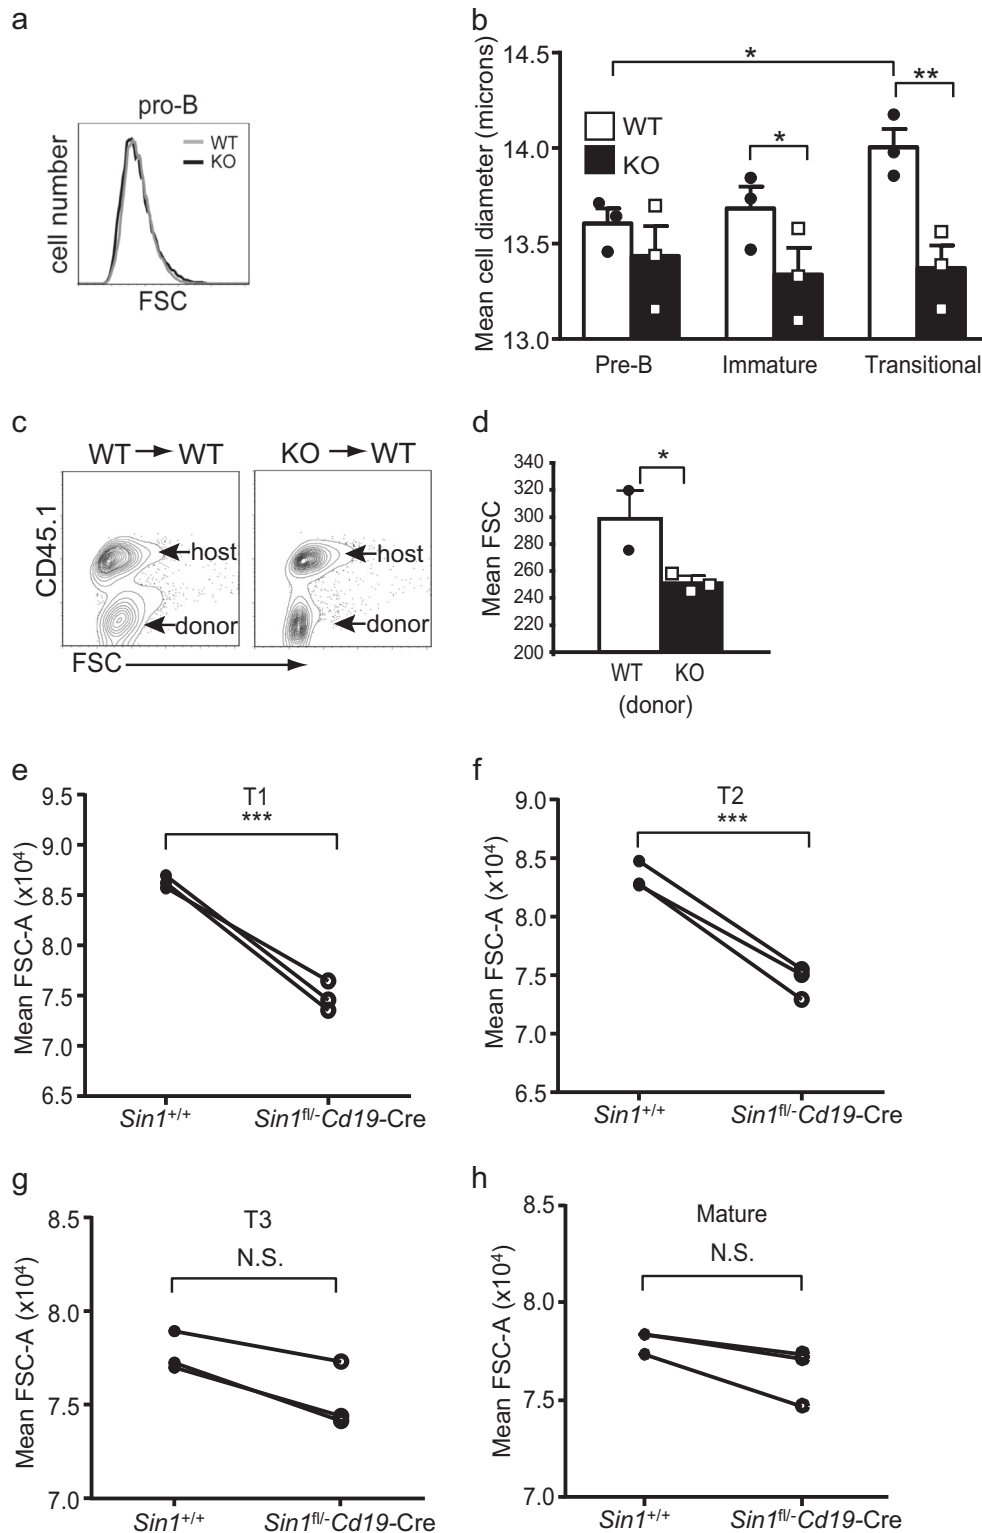 a
pro-B
WT
KO
cell number
FSC
b
Mean cell diameter (microns)
14.5
14.0
13.5
13.0
WT
KO
*
*
**
Pre-B Immature Transitional
c
WT → WT
KO → WT
CD45.1
host
donor
host
donor
FSC
d
Mean FSC
340
320
300
280
260
240
220
200
*
WT KO
(donor)
e
T1
***
Mean FSC-A (x10⁴)
9.5
9.0
8.5
8.0
7.5
7.0
6.5
Sin1⁺/⁺ Sin1ᶠˡ/⁻Cd19-Cre
f
T2
***
Mean FSC-A (x10⁴)
9.0
8.5
8.0
7.5
7.0
6.5
Sin1⁺/⁺ Sin1ᶠˡ/⁻Cd19-Cre
g
T3
N.S.
Mean FSC-A (x10⁴)
8.5
8.0
7.5
7.0
Sin1⁺/⁺ Sin1ᶠˡ/⁻Cd19-Cre
h
Mature
N.S.
Mean FSC-A (x10⁴)
8.5
8.0
7.5
7.0
Sin1⁺/⁺ Sin1ᶠˡ/⁻Cd19-Cre